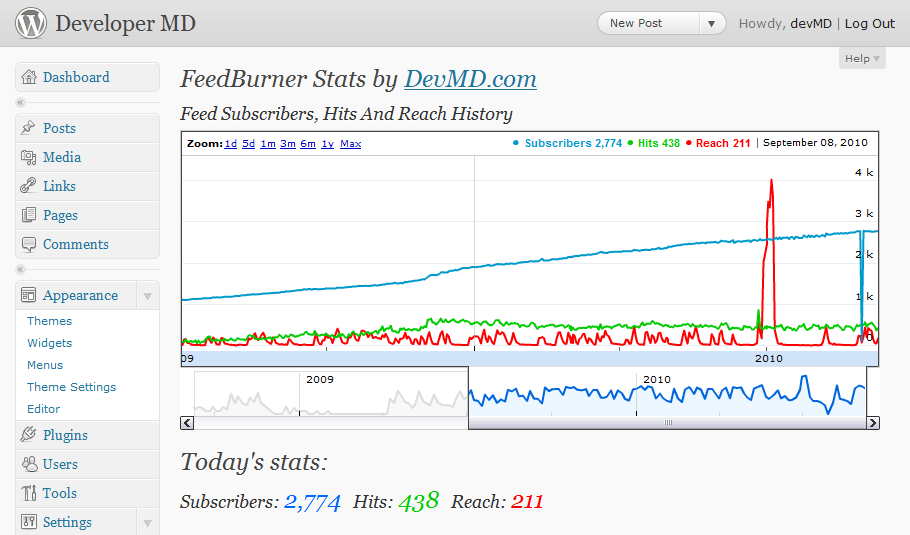 Developer MD
New Post
Howdy, devMD | Log Out
Help
Dashboard
Posts
Media
Links
Pages
Comments
Appearance
Themes
Widgets
Menus
Theme Settings
Editor
Plugins
Users
Tools
Settings
FeedBurner Stats by DevMD.com
Feed Subscribers, Hits And Reach History
Zoom: 1d 5d 1m 3m 6m 1y Max
Subscribers 2,774 Hits 438 Reach 211 | September 08, 2010
4 k
3 k
2 k
1 k
0
09 2010
2009 2010
Today's stats:
Subscribers: 2,774 Hits: 438 Reach: 211